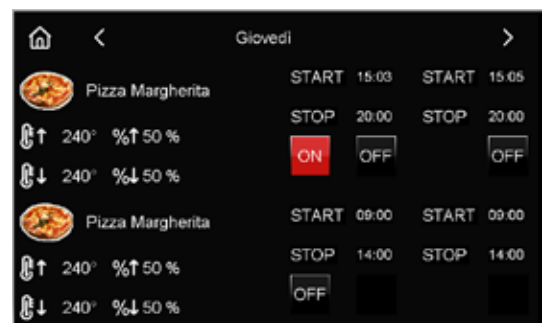 Giovedì
Pizza Margherita START 15:03 START 15:05
STOP 20:00 STOP 20:00
↑ 240° %↑ 50 %
ON OFF OFF
↓ 240° %↓ 50 %
Pizza Margherita START 09:00 START 09:00
STOP 14:00 STOP 14:00
↑ 240° %↑ 50 %
OFF
↓ 240° %↓ 50 %